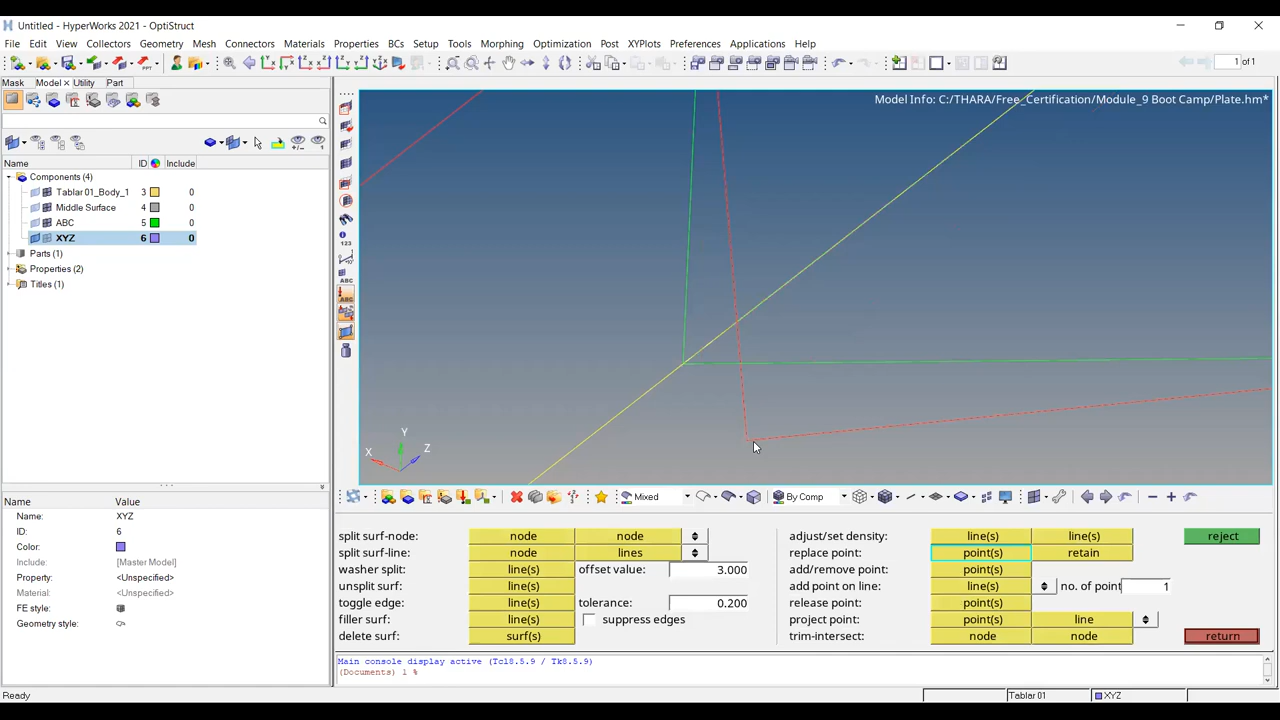 Untitled - HyperWorks 2021 - OptiStruct
File Edit View Collectors Geometry Mesh Connectors Materials Properties BCs Setup Tools Morphing Optimization Post XYPlots Preferences Applications Help
1 of 1
Mask Model Utility Part
Model Info: C:/THARA/Free_Certification/Module_9 Boot Camp/Plate.hm*
Name ID Include
Components (4)
Tablar 01_Body_1 3 0
Middle Surface 4 0
ABC 5 0
XYZ 6 0
Parts (1)
Properties (2)
Titles (1)
123
ABC
ABC
Y
X
Z
Name Value
Name: XYZ
ID: 6
Color:
Include: [Master Model]
Property: <Unspecified>
Material: <Unspecified>
FE style:
Geometry style:
Mixed By Comp
split surf-node: node node adjust/set density: line(s) line(s) reject
split surf-line: node lines replace point: point(s) retain
washer split: line(s) offset value: 3.000 add/remove point: point(s)
unsplit surf: line(s) add point on line: line(s) no. of point 1
toggle edge: line(s) tolerance: 0.200 release point: point(s)
filler surf: line(s) suppress edges project point: point(s) line
delete surf: surf(s) trim-intersect: node node return
Main console display active (Tcl8.5.9 / Tk8.5.9)
(Documents) 1 %
Ready Tablar 01 XYZ